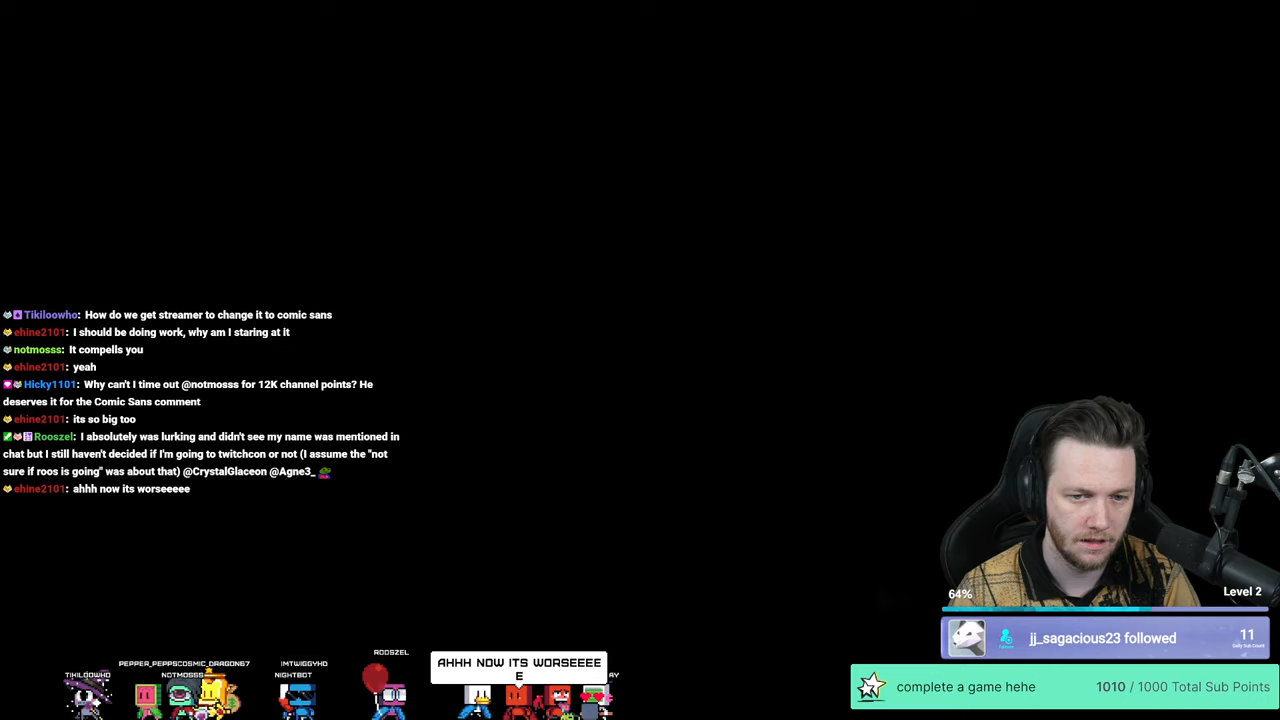 Tikiloowho: How do we get streamer to change it to comic sans
ehine2101: I should be doing work, why am I staring at it
notmosss: It compells you
ehine2101: yeah
Hicky1101: Why can't I time out @notmosss for 12K channel points? He
deserves it for the Comic Sans comment
ehine2101: its so big too
Rooszel: I absolutely was lurking and didn't see my name was mentioned in
chat but I still haven't decided if I'm going to twitchcon or not (I assume the "not
sure if roos is going" was about that) @CrystalGlaceon @Agne3_
ehine2101: ahhh now its worseeeee
64%
Level 2
jj_sagacious23 followed
11
Daily Sub Count
complete a game hehe
1010 / 1000 Total Sub Points
ROOSZEL
AHHH NOW ITS WORSEEEE
E
PEPPER_PEPPSCOSMIC_DRAGON67
IMTWIGGYHD
TIKILOOWHO
NOTMOSSS
NIGHTBOT
AY